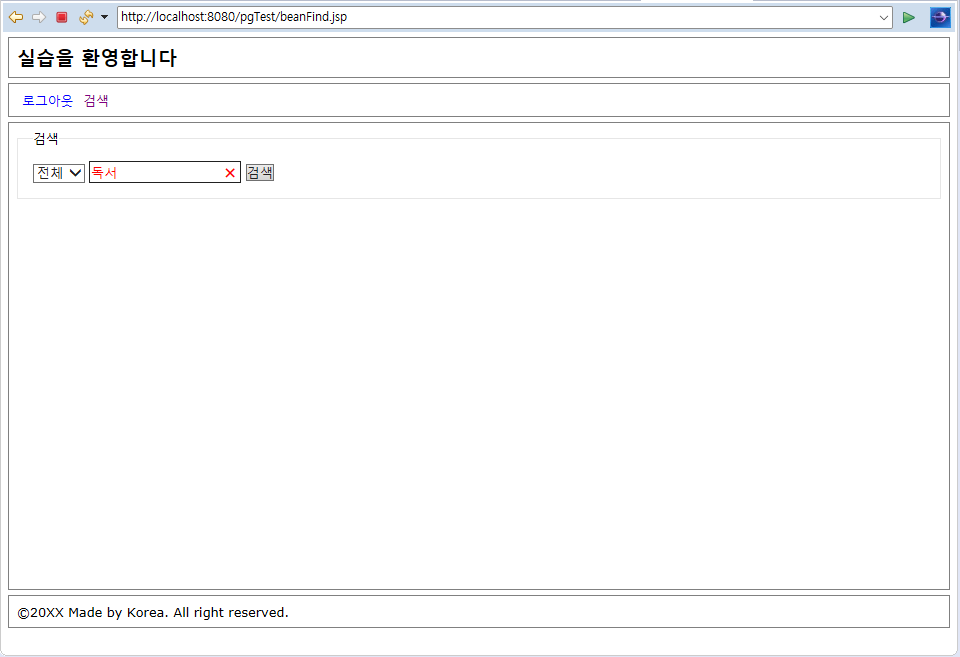 http://localhost:8080/pgTest/beanFind.jsp
실습을 환영합니다
로그아웃 검색
검색
전체 독서 검색
©20XX Made by Korea. All right reserved.